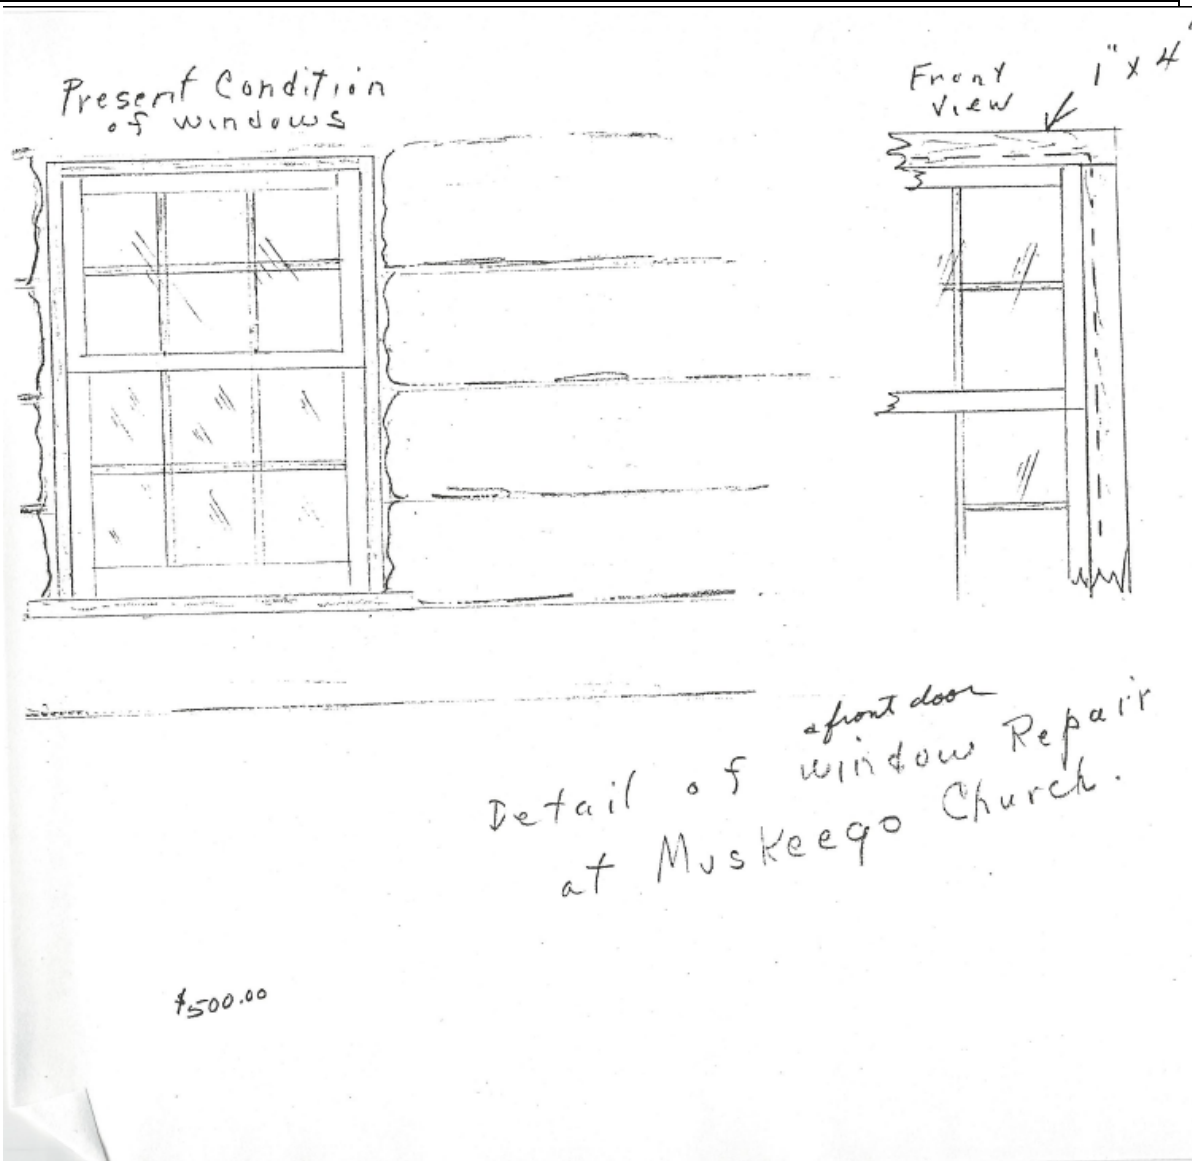 Present Condition
of windows
Front
View
1" x 4"
& front door
Detail of window Repair
at Muskeego Church.
$500.00